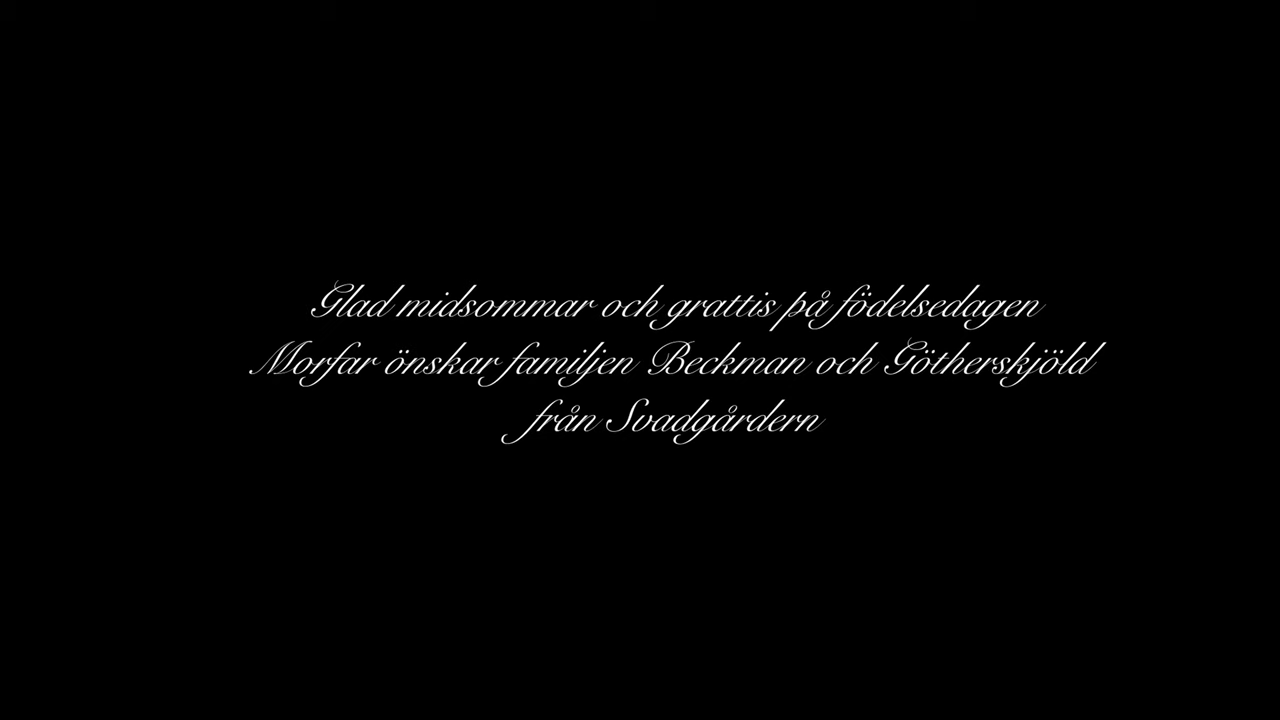 Glad midsommar och grattis på födelsedagen
Morfar önskar familjen Beckman och Götherskjöld
från Svadgårdern